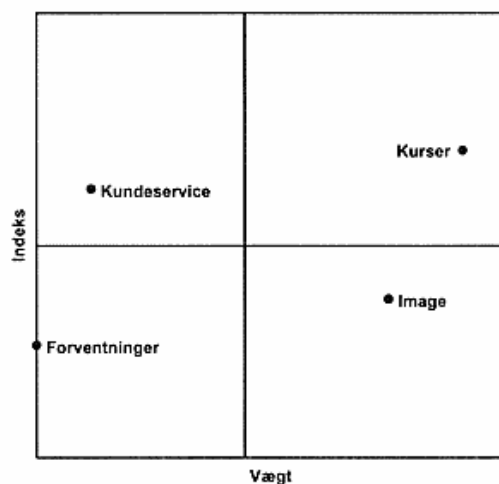 Kurser
Kundeservice
Indeks
Image
Forventninger
Vægt